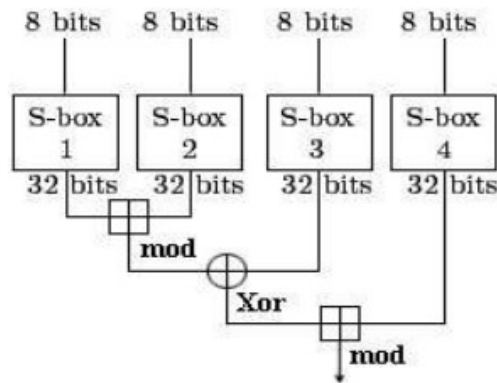 8 bits 8 bits 8 bits 8 bits
S-box S-box S-box S-box
1 2 3 4
32 bits 32 bits 32 bits 32 bits
mod
Xor
mod